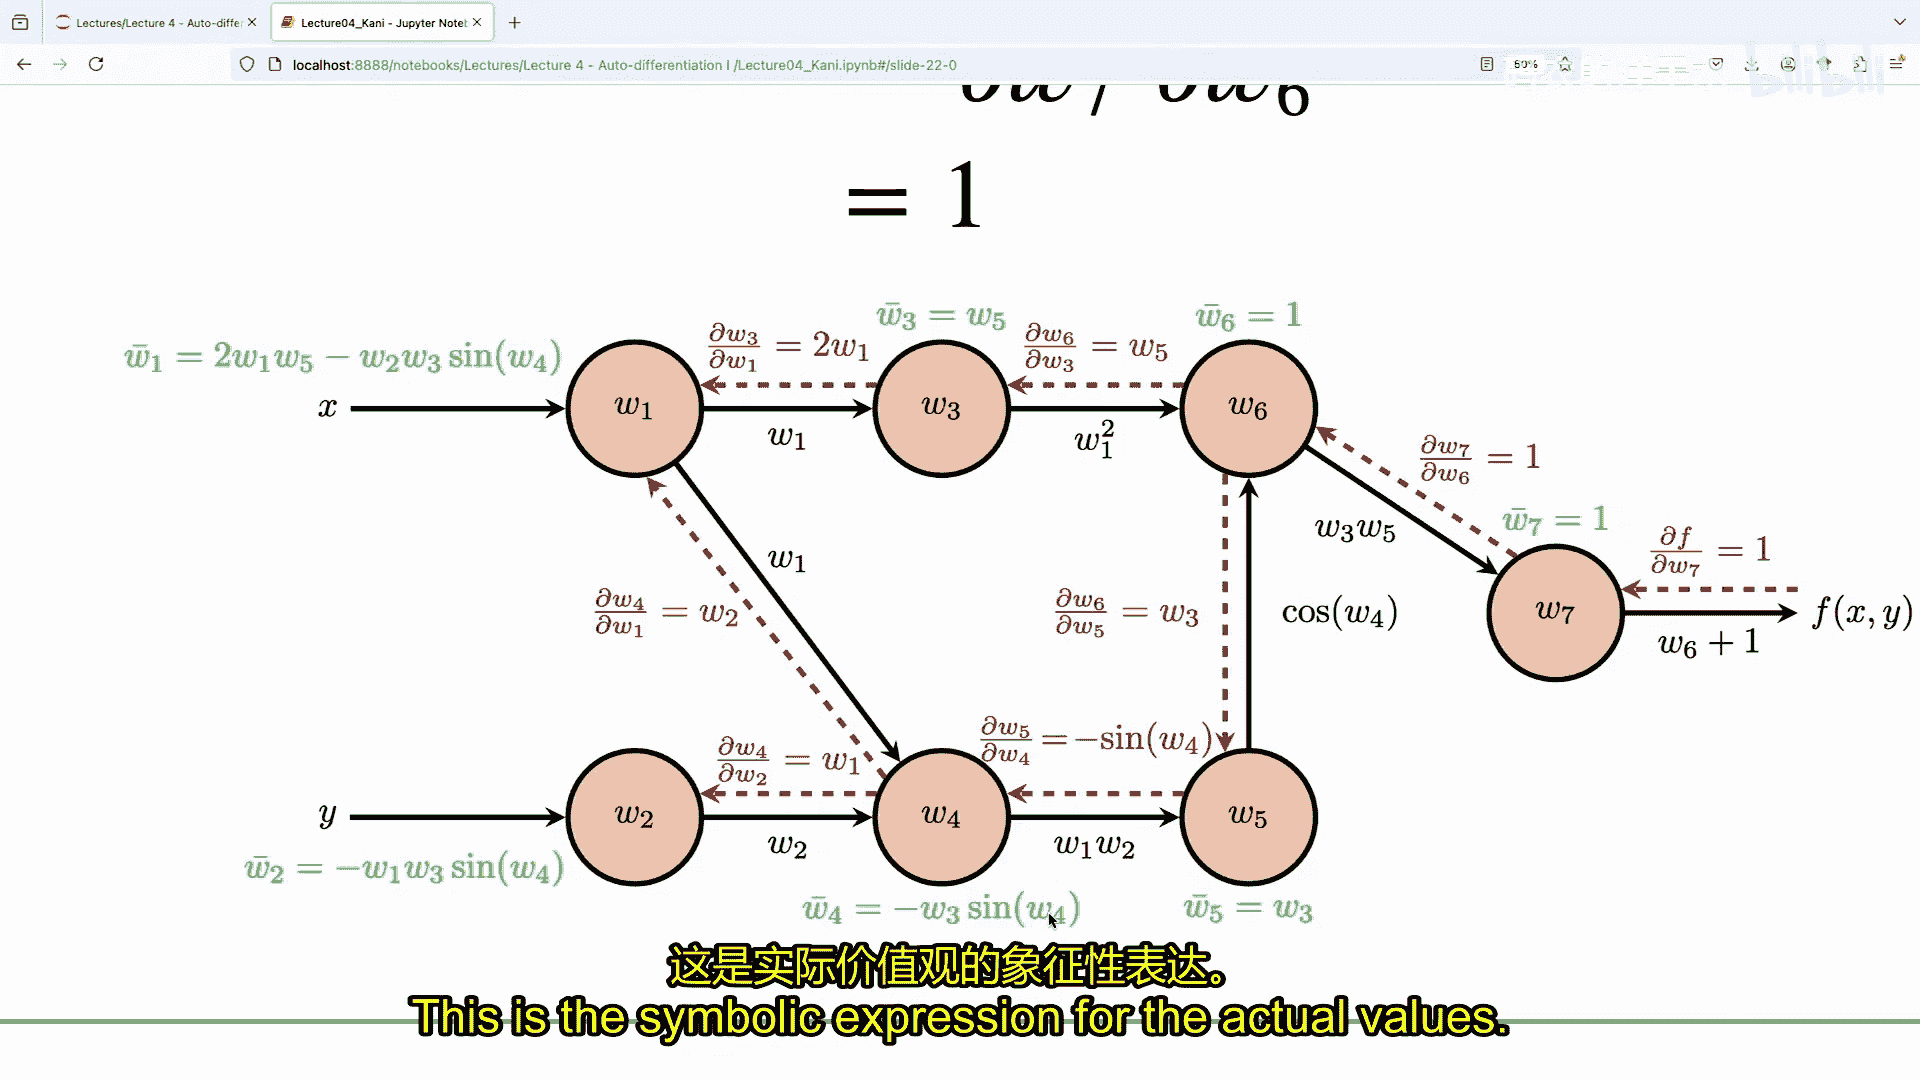 Lectures/Lecture 4 - Auto-differe
Lecture04_Kani - Jupyter Noteb
localhost:8888/notebooks/Lectures/Lecture 4 - Auto-differentiation I /Lecture04_Kani.ipynb#/slide-22-0
= 1
w̄₃ = w₅
w̄₆ = 1
w̄₁ = 2w₁w₅ − w₂w₃ sin(w₄)
∂w₃/∂w₁ = 2w₁
∂w₆/∂w₃ = w₅
x
w₁
w₃
w₆
w₁
w₁²
∂w₇/∂w₆ = 1
w₃w₅
w̄₇ = 1
∂f/∂w₇ = 1
w₁
∂w₄/∂w₁ = w₂
∂w₆/∂w₅ = w₃
cos(w₄)
w₇
f(x, y)
w₆ + 1
∂w₄/∂w₂ = w₁
∂w₅/∂w₄ = −sin(w₄)
y
w₂
w₄
w₅
w₂
w₁w₂
w̄₂ = −w₁w₃ sin(w₄)
w̄₄ = −w₃ sin(w₄)
w̄₅ = w₃
这是实际价值观的象征性表达。
This is the symbolic expression for the actual values.